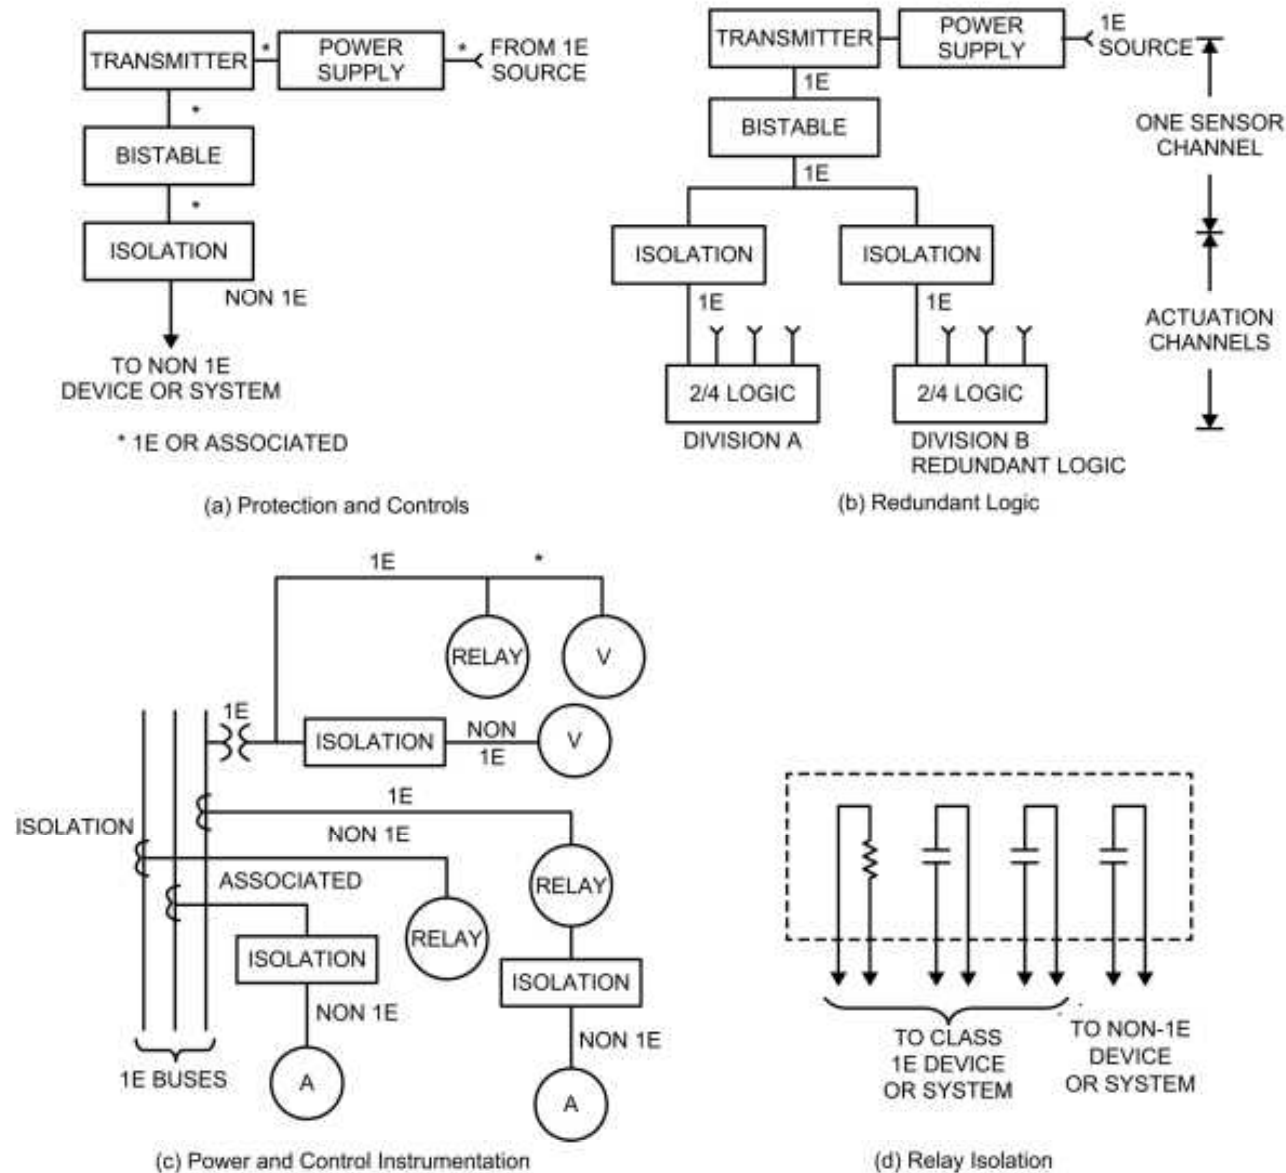 TRANSMITTER
*
POWER
SUPPLY
*
FROM 1E
SOURCE
*
BISTABLE
*
ISOLATION
NON 1E
TO NON 1E
DEVICE OR SYSTEM
* 1E OR ASSOCIATED
(a) Protection and Controls
TRANSMITTER
POWER
SUPPLY
1E
SOURCE
1E
BISTABLE
1E
ONE SENSOR
CHANNEL
ISOLATION
ISOLATION
1E
1E
ACTUATION
CHANNELS
2/4 LOGIC
2/4 LOGIC
DIVISION A
DIVISION B
REDUNDANT LOGIC
(b) Redundant Logic
1E
*
RELAY
V
1E
ISOLATION
NON
1E
V
1E
ISOLATION
NON 1E
RELAY
ASSOCIATED
RELAY
ISOLATION
ISOLATION
NON 1E
NON 1E
1E BUSES
A
A
(c) Power and Control Instrumentation
TO CLASS
1E DEVICE
OR SYSTEM
TO NON-1E
DEVICE
OR SYSTEM
(d) Relay Isolation